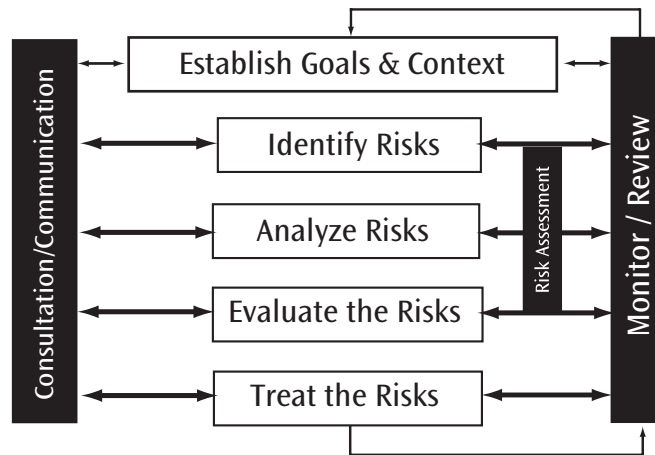 Establish Goals & Context
Consultation/Communication
Identify Risks
Analyze Risks
Risk Assessment
Monitor / Review
Evaluate the Risks
Treat the Risks